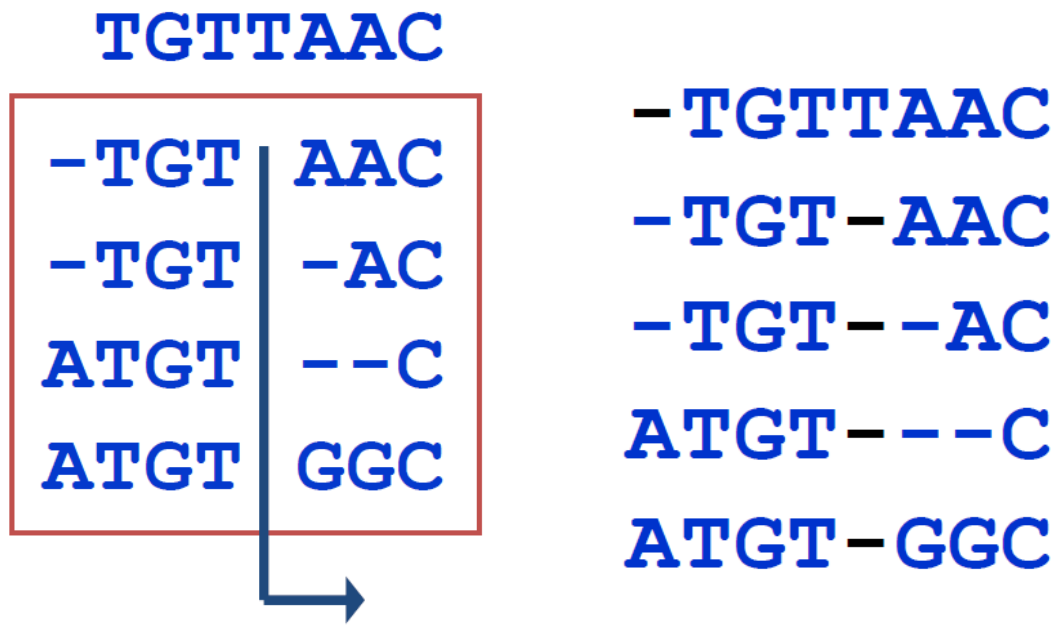 TGTTAAC
-TGT AAC
-TGT -AC
ATGT --C
ATGT GGC
-TGTTAAC
-TGT-AAC
-TGT--AC
ATGT---C
ATGT-GGC